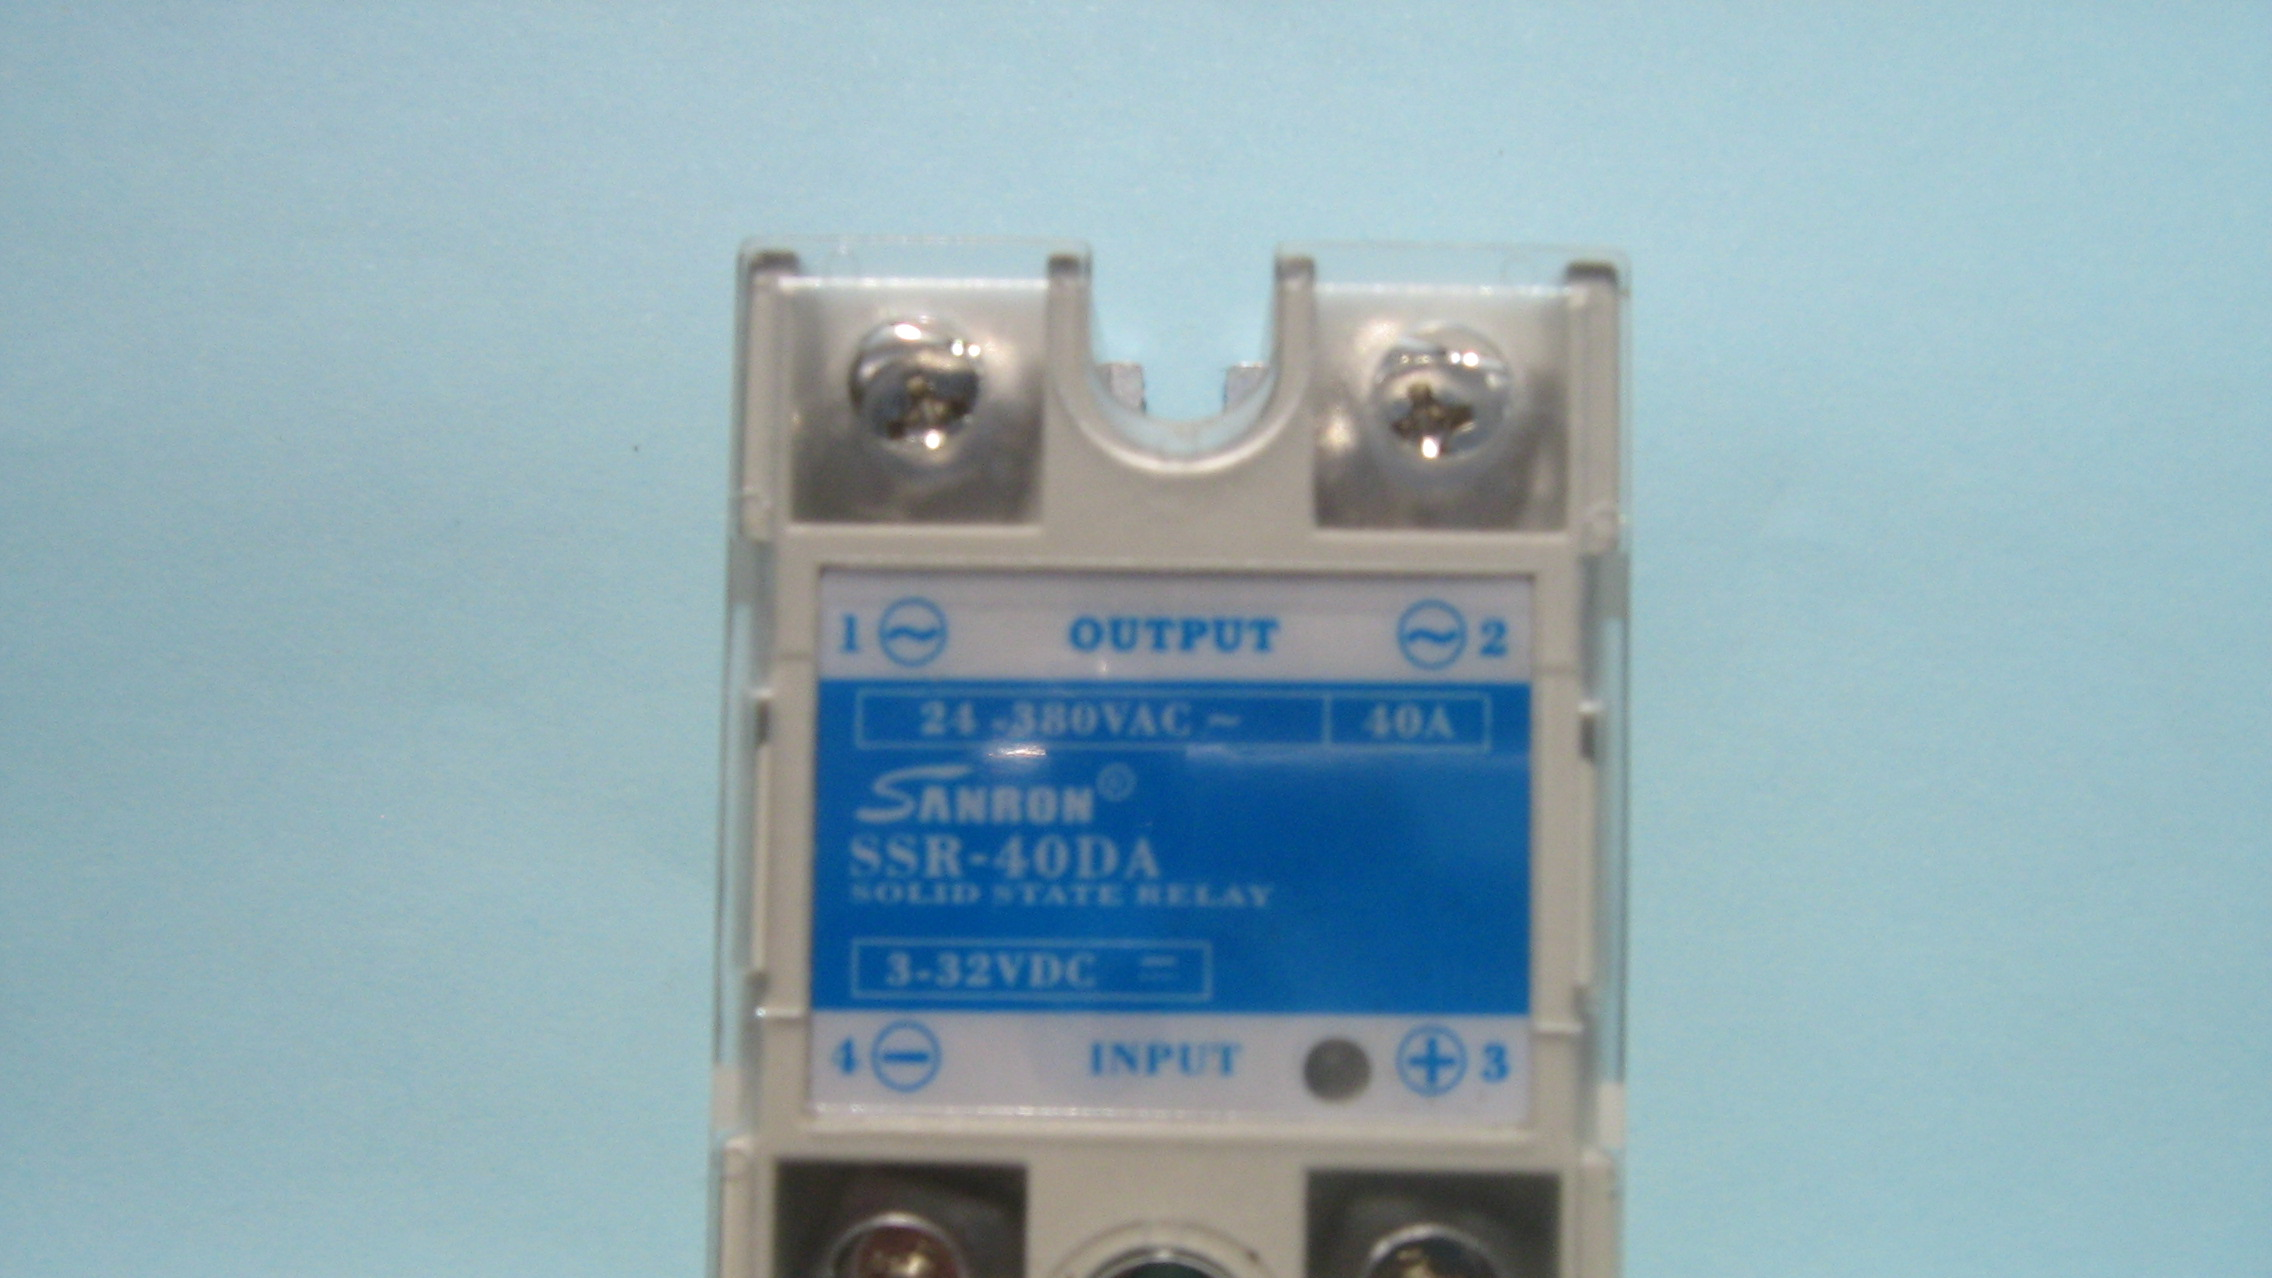 1 ~ OUTPUT ~ 2
24-380VAC ~ 40A
SANRON®
SSR-40DA
SOLID STATE RELAY
3-32VDC ⎓
4 − INPUT + 3